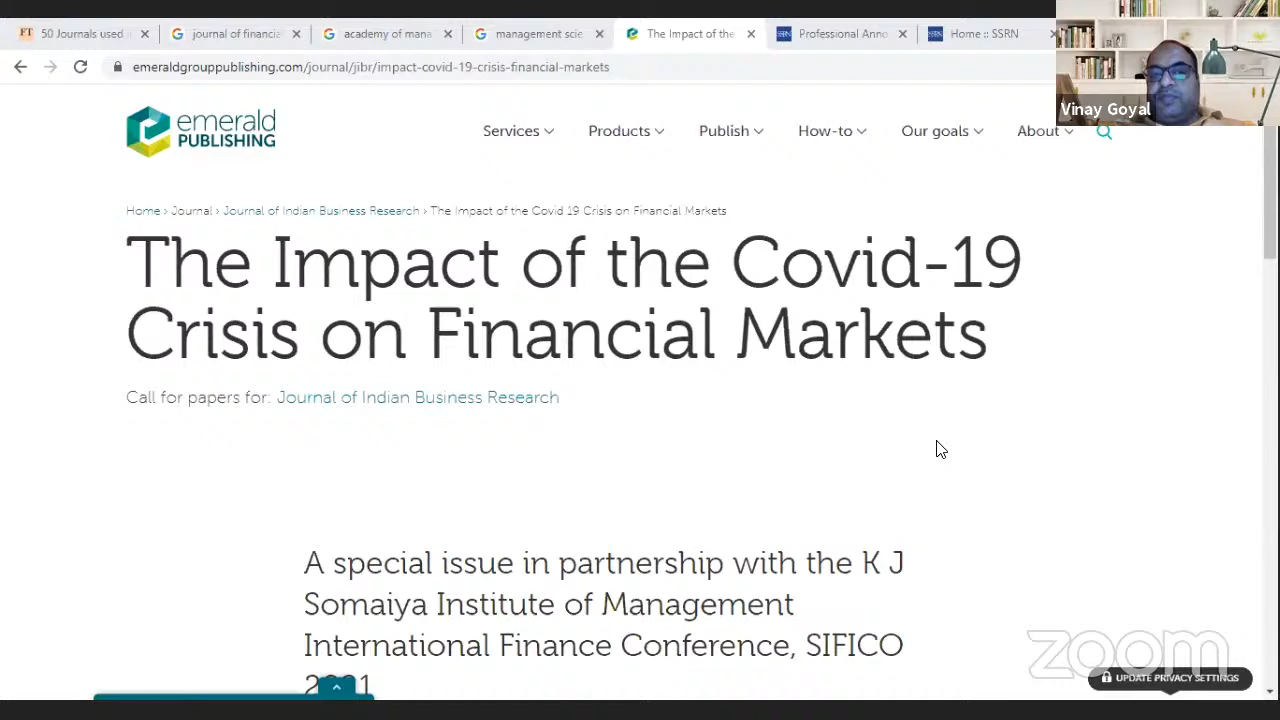 50 Journals used i
journal of financial
academy of mana
management scie
The Impact of the
Professional Anno
Home :: SSRN
emeraldgrouppublishing.com/journal/jibr/impact-covid-19-crisis-financial-markets
Vinay Goyal
emerald
PUBLISHING
Services
Products
Publish
How-to
Our goals
About
Home › Journal › Journal of Indian Business Research › The Impact of the Covid 19 Crisis on Financial Markets
The Impact of the Covid-19
Crisis on Financial Markets
Call for papers for: Journal of Indian Business Research
A special issue in partnership with the K J
Somaiya Institute of Management
International Finance Conference, SIFICO
zoom
UPDATE PRIVACY SETTINGS